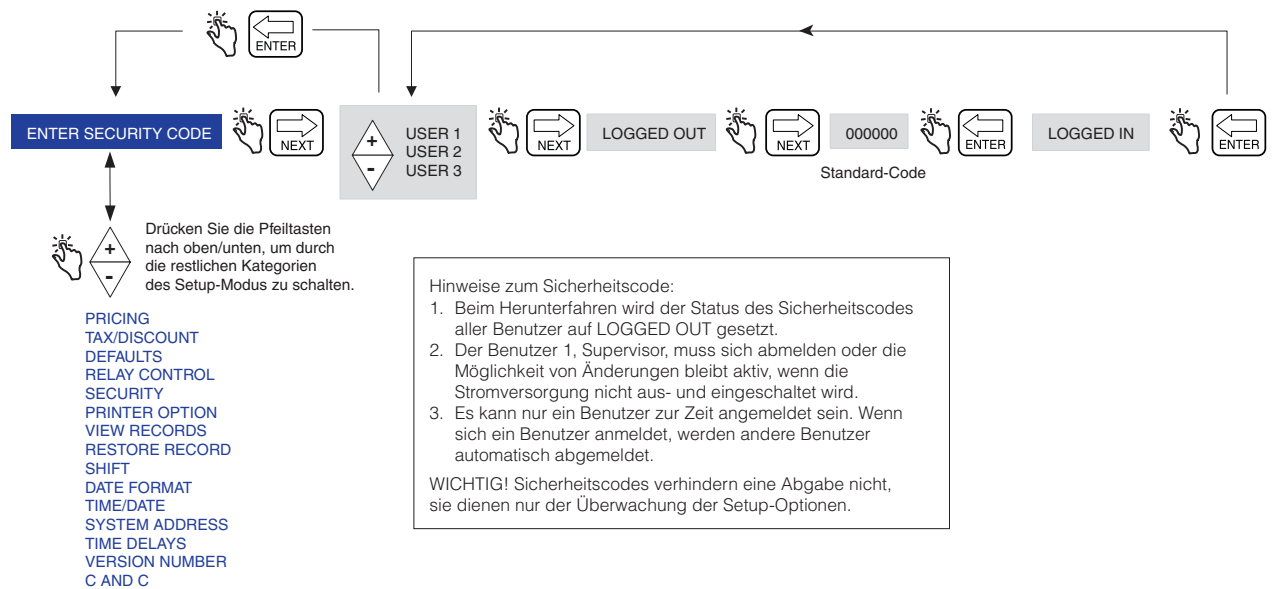 ENTER
ENTER SECURITY CODE
NEXT
+
-
USER 1
USER 2
USER 3
NEXT
LOGGED OUT
NEXT
000000
Standard-Code
ENTER
LOGGED IN
ENTER
+
-
Drücken Sie die Pfeiltasten
nach oben/unten, um durch
die restlichen Kategorien
des Setup-Modus zu schalten.
PRICING
TAX/DISCOUNT
DEFAULTS
RELAY CONTROL
SECURITY
PRINTER OPTION
VIEW RECORDS
RESTORE RECORD
SHIFT
DATE FORMAT
TIME/DATE
SYSTEM ADDRESS
TIME DELAYS
VERSION NUMBER
C AND C
Hinweise zum Sicherheitscode:
1. Beim Herunterfahren wird der Status des Sicherheitscodes
aller Benutzer auf LOGGED OUT gesetzt.
2. Der Benutzer 1, Supervisor, muss sich abmelden oder die
Möglichkeit von Änderungen bleibt aktiv, wenn die
Stromversorgung nicht aus- und eingeschaltet wird.
3. Es kann nur ein Benutzer zur Zeit angemeldet sein. Wenn
sich ein Benutzer anmeldet, werden andere Benutzer
automatisch abgemeldet.
WICHTIG! Sicherheitscodes verhindern eine Abgabe nicht,
sie dienen nur der Überwachung der Setup-Optionen.